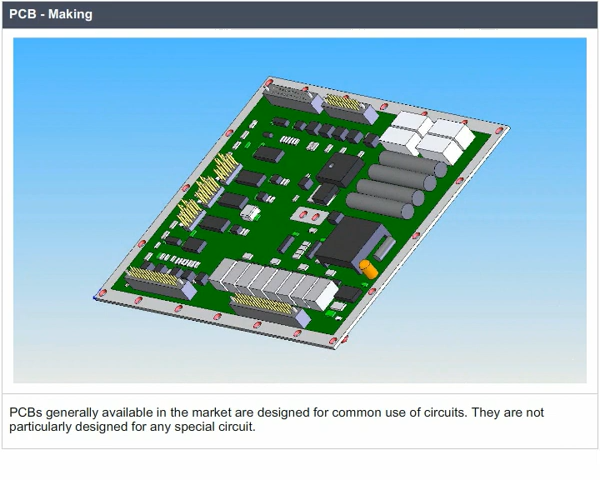 PCB - Making
PCBs generally available in the market are designed for common use of circuits. They are not
particularly designed for any special circuit.